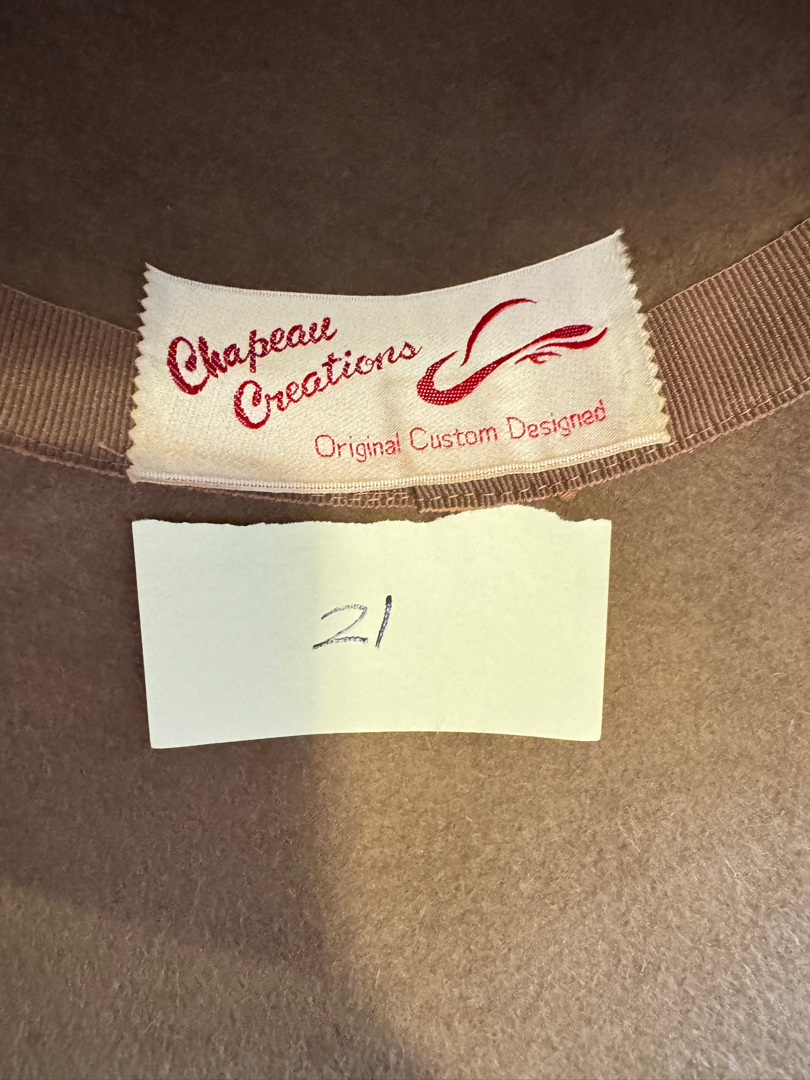 Chapeau
Creations
Original Custom Designed
21